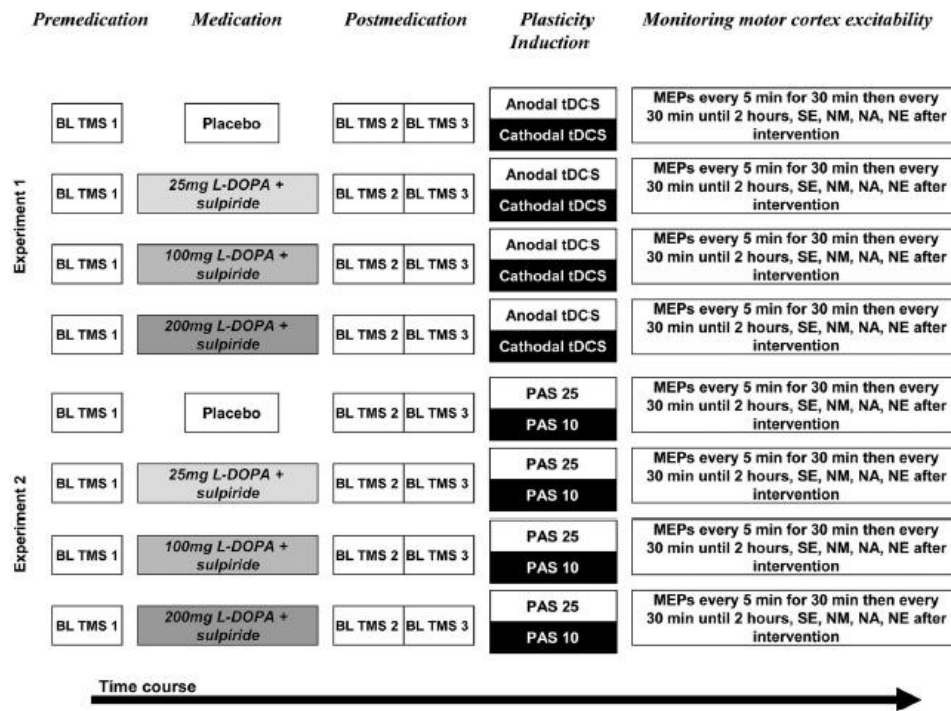 Premedication Medication Postmedication Plasticity Induction Monitoring motor cortex excitability
Experiment 1
BL TMS 1
Placebo
BL TMS 2 BL TMS 3
Anodal tDCS
Cathodal tDCS
MEPs every 5 min for 30 min then every
30 min until 2 hours, SE, NM, NA, NE after
intervention
BL TMS 1
25mg L-DOPA +
sulpiride
BL TMS 2 BL TMS 3
Anodal tDCS
Cathodal tDCS
MEPs every 5 min for 30 min then every
30 min until 2 hours, SE, NM, NA, NE after
intervention
BL TMS 1
100mg L-DOPA +
sulpiride
BL TMS 2 BL TMS 3
Anodal tDCS
Cathodal tDCS
MEPs every 5 min for 30 min then every
30 min until 2 hours, SE, NM, NA, NE after
intervention
BL TMS 1
200mg L-DOPA +
sulpiride
BL TMS 2 BL TMS 3
Anodal tDCS
Cathodal tDCS
MEPs every 5 min for 30 min then every
30 min until 2 hours, SE, NM, NA, NE after
intervention
Experiment 2
BL TMS 1
Placebo
BL TMS 2 BL TMS 3
PAS 25
PAS 10
MEPs every 5 min for 30 min then every
30 min until 2 hours, SE, NM, NA, NE after
intervention
BL TMS 1
25mg L-DOPA +
sulpiride
BL TMS 2 BL TMS 3
PAS 25
PAS 10
MEPs every 5 min for 30 min then every
30 min until 2 hours, SE, NM, NA, NE after
intervention
BL TMS 1
100mg L-DOPA +
sulpiride
BL TMS 2 BL TMS 3
PAS 25
PAS 10
MEPs every 5 min for 30 min then every
30 min until 2 hours, SE, NM, NA, NE after
intervention
BL TMS 1
200mg L-DOPA +
sulpiride
BL TMS 2 BL TMS 3
PAS 25
PAS 10
MEPs every 5 min for 30 min then every
30 min until 2 hours, SE, NM, NA, NE after
intervention
Time course